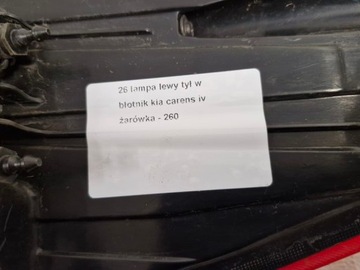 26 lampa lewy tył w
błotnik kia carens iv
żarówka - 260